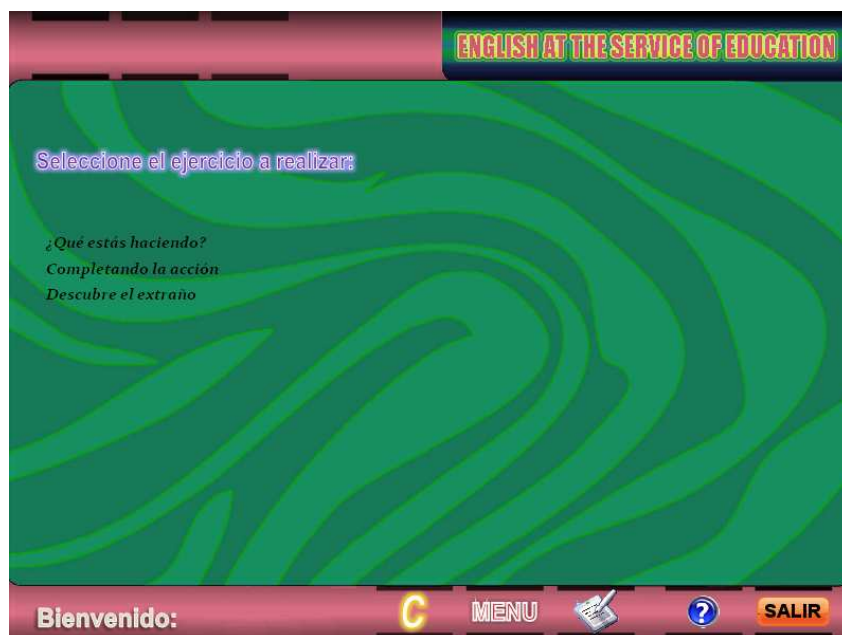 ENGLISH AT THE SERVICE OF EDUCATION
Seleccione el ejercicio a realizar:
¿Qué estás haciendo?
Completando la acción
Descubre el extraño
Bienvenido:
C
MENU
?
SALIR